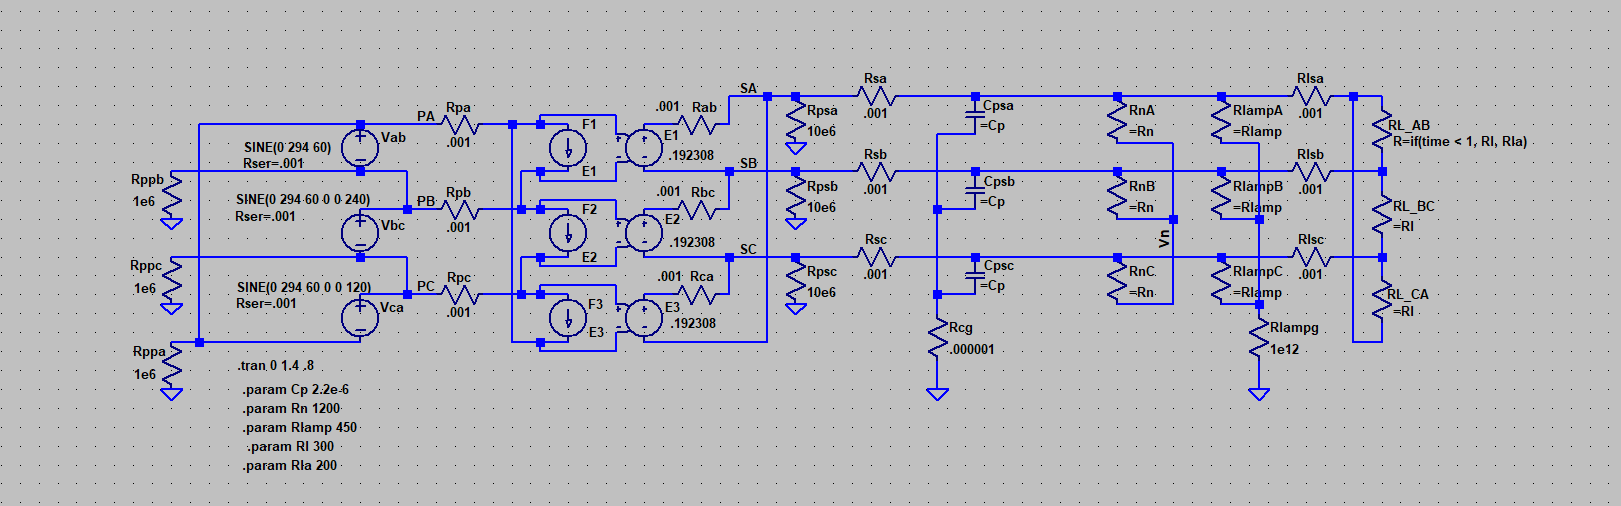 PA
Rpa
.001
Vab
SINE(0 294 60)
Rser=.001
Rppb
1e6
SINE(0 294 60 0 0 240)
Rser=.001
PB
Rpb
.001
Vbc
Rppc
1e6
SINE(0 294 60 0 0 120)
Rser=.001
PC
Rpc
.001
Vca
Rppa
1e6
.tran 0 1.4 .8
.param Cp 2.2e-6
.param Rn 1200
.param Rlamp 450
.param Rl 300
.param Rla 200
F1
E1
F2
E2
F3
E3
.001 Rab
E1
.192308
.001 Rbc
E2
.192308
.001 Rca
E3
.192308
SA
SB
SC
Rpsa
10e6
Rpsb
10e6
Rpsc
10e6
Rsa
.001
Rsb
.001
Rsc
.001
Cpsa
=Cp
Cpsb
=Cp
Cpsc
=Cp
Rcg
.000001
RnA
=Rn
RnB
=Rn
RnC
=Rn
Vn
RlampA
=Rlamp
RlampB
=Rlamp
RlampC
=Rlamp
Rlampg
1e12
Rlsa
.001
Rlsb
.001
Rlsc
.001
RL_AB
R=if(time < 1, Rl, Rla)
RL_BC
=Rl
RL_CA
=Rl